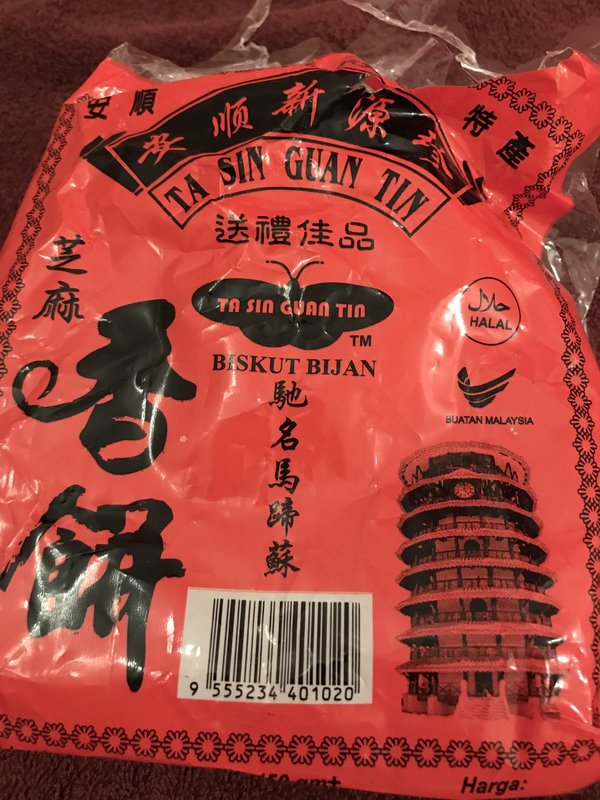 安順
特產
安順新源珍
TA SIN GUAN TIN
送禮佳品
芝麻
香餅
TA SIN GUAN TIN
TM
BISKUT BIJAN
馳名馬蹄蘇
حلال
HALAL
BUATAN MALAYSIA
9 555234 401020
Harga: